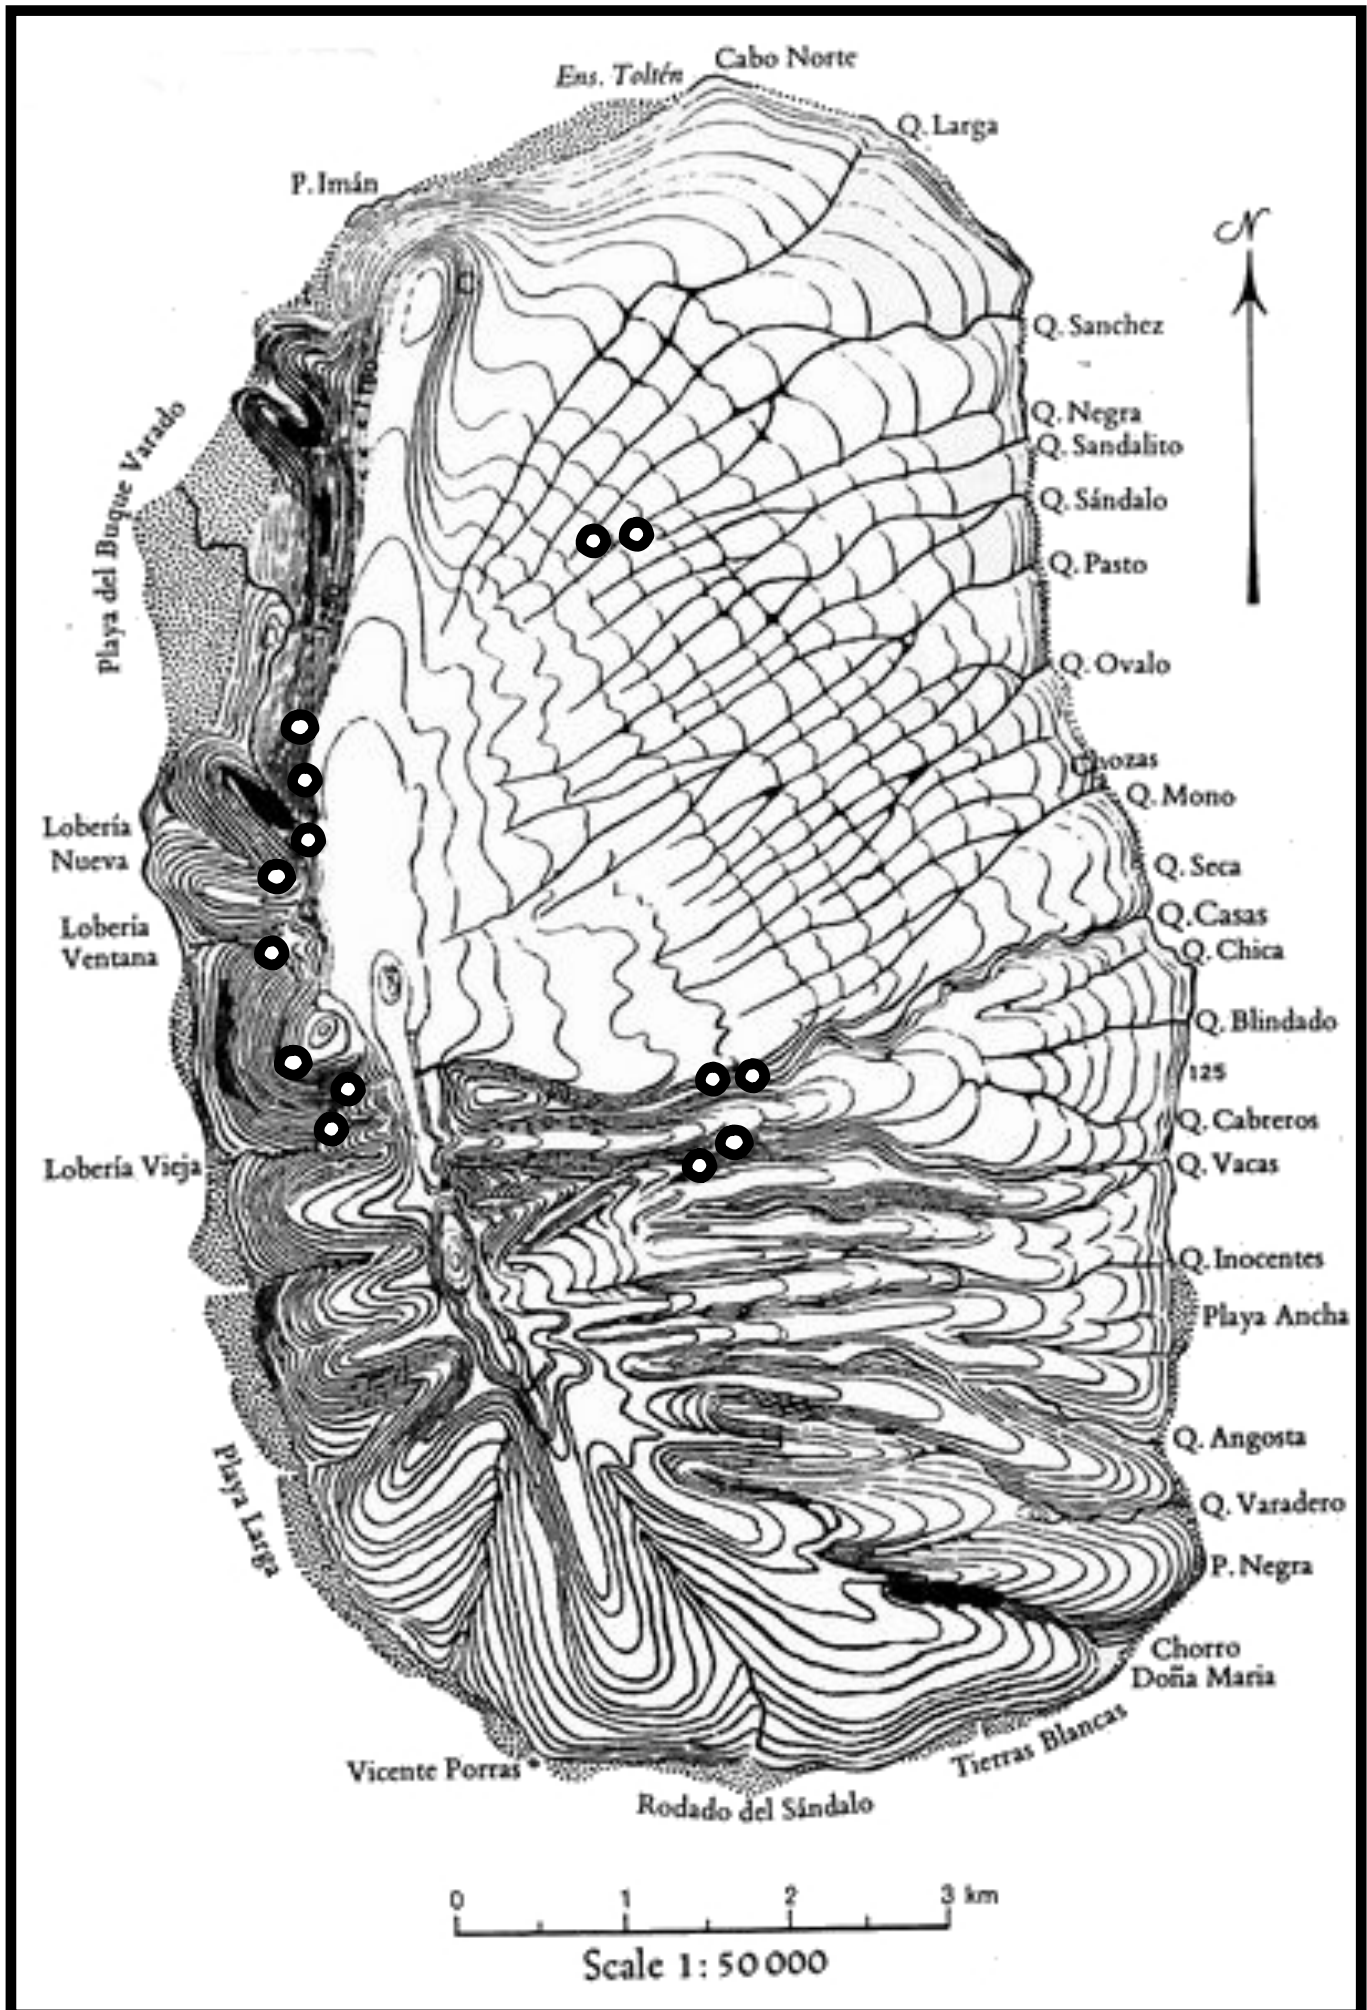 Cabo Norte
Ens. Toltén
Q. Larga
P. Imán
N
Q. Sanchez
Q. Negra
Q. Sandalito
Q. Sándalo
Q. Pasto
Playa del Buque Varado
Q. Ovalo
Chozas
Q. Mono
Lobería
Nueva
Q. Seca
Q. Casas
Lobería
Ventana
Q. Chica
Q. Blindado
125
Q. Cabreros
Lobería Vieja
Q. Vacas
Q. Inocentes
Playa Ancha
Q. Angosta
Playa Larga
Q. Varadero
P. Negra
Chorro
Doña Maria
Tierras Blancas
Vicente Porras
Rodado del Sándalo
0 1 2 3 km
Scale 1:50 000